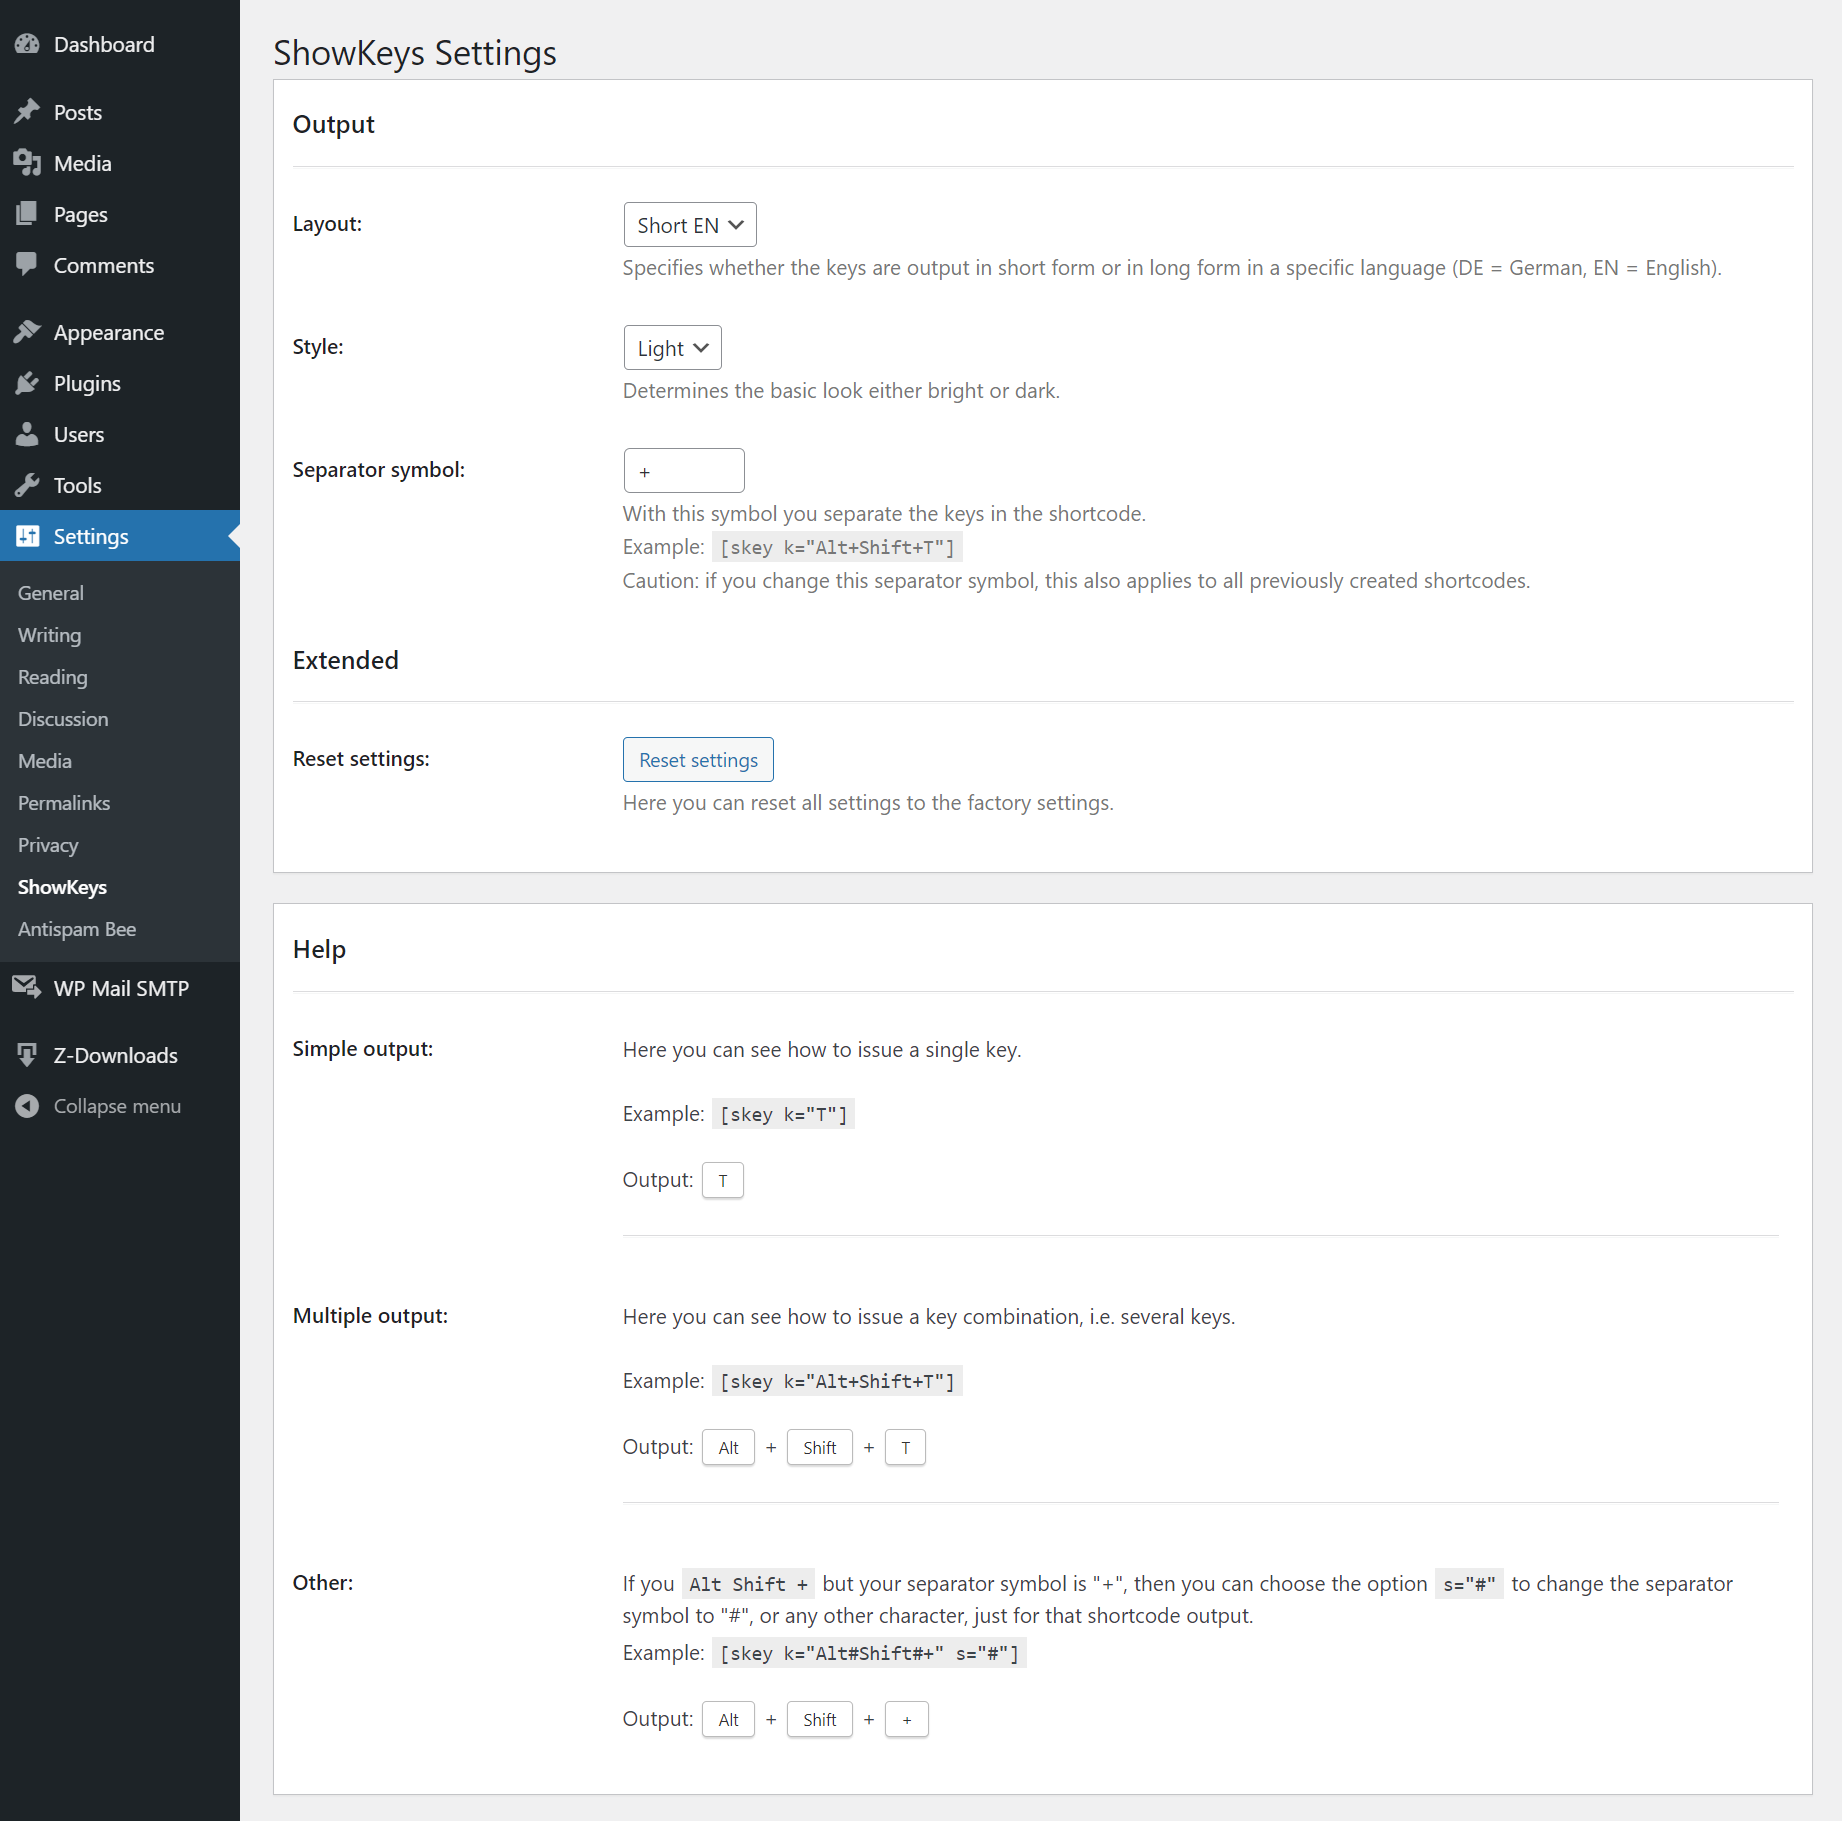 Dashboard
Posts
Media
Pages
Comments
Appearance
Plugins
Users
Tools
Settings
General
Writing
Reading
Discussion
Media
Permalinks
Privacy
ShowKeys
Antispam Bee
WP Mail SMTP
Z-Downloads
Collapse menu
ShowKeys Settings
Output
Layout:
Short EN
Specifies whether the keys are output in short form or in long form in a specific language (DE = German, EN = English).
Style:
Light
Determines the basic look either bright or dark.
Separator symbol:
+
With this symbol you separate the keys in the shortcode.
Example: [skey k="Alt+Shift+T"]
Caution: if you change this separator symbol, this also applies to all previously created shortcodes.
Extended
Reset settings:
Reset settings
Here you can reset all settings to the factory settings.
Help
Simple output:
Here you can see how to issue a single key.
Example: [skey k="T"]
Output: T
Multiple output:
Here you can see how to issue a key combination, i.e. several keys.
Example: [skey k="Alt+Shift+T"]
Output: Alt + Shift + T
Other:
If you Alt Shift + but your separator symbol is "+", then you can choose the option s="#" to change the separator
symbol to "#", or any other character, just for that shortcode output.
Example: [skey k="Alt#Shift#+" s="#"]
Output: Alt + Shift + +